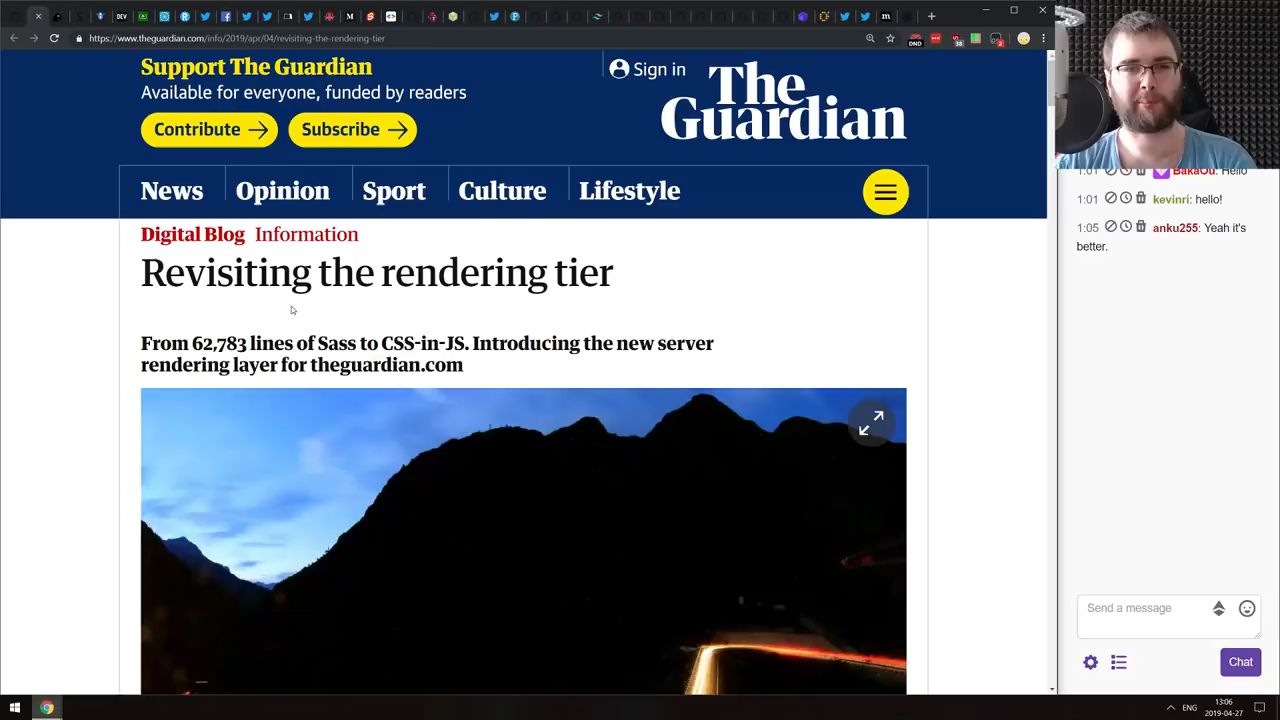 DEV
https://www.theguardian.com/info/2019/apr/04/revisiting-the-rendering-tier
DND
38
2
Support The Guardian
Available for everyone, funded by readers
Contribute
Subscribe
Sign in
The Guardian
News
Opinion
Sport
Culture
Lifestyle
Digital Blog Information
Revisiting the rendering tier
From 62,783 lines of Sass to CSS-in-JS. Introducing the new server
rendering layer for theguardian.com
1:01 BakaOu: Hello
1:01 kevinri: hello!
1:05 anku255: Yeah it's
better.
Send a message
Chat
ENG
13:06
2019-04-27